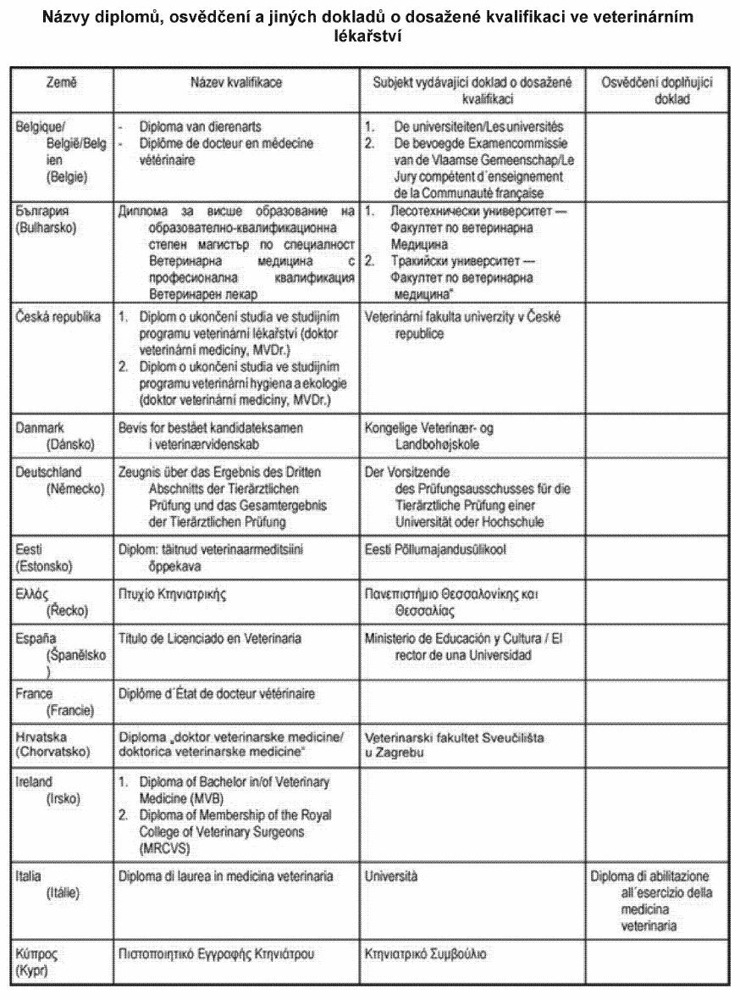 Názvy diplomů, osvědčení a jiných dokladů o dosažené kvalifikaci ve veterinárním
lékařství
Země
Název kvalifikace
Subjekt vydávající doklad o dosažené
kvalifikaci
Osvědčení doplňující
doklad
Belgique/
België/Belg
ien
(Belgie)
- Diploma van dierenarts
- Diplôme de docteur en médecine
vétérinaire
1. De universiteiten/Les universités
2. De bevoegde Examencommissie
van de Vlaamse Gemeenschap/Le
Jury compétent d´enseignement
de la Communauté française
България
(Bulharsko)
Диплома за висше образование на
образователно-квалификационна
степен магистър по специалност
Ветеринарна медицина с
професионална квалификация
Ветеринарен лекар
1. Лесотехнически университет —
Факултет по ветеринарна
Медицина
2. Тракийски университет —
Факултет по ветеринарна
медицина“
Česká republika
1. Diplom o ukončení studia ve studijním
programu veterinární lékařství (doktor
veterinární medicíny, MVDr.)
2. Diplom o ukončení studia ve studijním
programu veterinární hygiena a ekologie
(doktor veterinární medicíny, MVDr.)
Veterinární fakulta univerzity v České
republice
Danmark
(Dánsko)
Bevis for bestået kandidateksamen
i veterinærvidenskab
Kongelige Veterinær- og
Landbohøjskole
Deutschland
(Německo)
Zeugnis über das Ergebnis des Dritten
Abschnitts der Tierärztlichen
Prüfung und das Gesamtergebnis
der Tierärztlichen Prüfung
Der Vorsitzende
des Prüfungsausschusses für die
Tierärztliche Prüfung einer
Universität oder Hochschule
Eesti
(Estonsko)
Diplom: täitnud veterinaarmeditsiini
õppekava
Eesti Põllumajandusülikool
Ελλάς
(Řecko)
Πτυχίο Κτηνιατρικής
Πανεπιστήμιο Θεσσαλονίκης και
Θεσσαλίας
España
(Španělsko
)
Título de Licenciado en Veterinaria
Ministerio de Educación y Cultura / El
rector de una Universidad
France
(Francie)
Diplôme d´État de docteur vétérinaire
Hrvatska
(Chorvatsko)
Diploma „doktor veterinarske medicine/
doktorica veterinarske medicine“
Veterinarski fakultet Sveučilišta
u Zagrebu
Ireland
(Irsko)
1. Diploma of Bachelor in/of Veterinary
Medicine (MVB)
2. Diploma of Membership of the Royal
College of Veterinary Surgeons
(MRCVS)
Italia
(Itálie)
Diploma di laurea in medicina veterinaria
Università
Diploma di abilitazione
all´esercizio della
medicina
veterinaria
Κύπρος
(Kypr)
Πιστοποιητικό Εγγραφής Κτηνιάτρου
Κτηνιατρικό Συμβούλιο